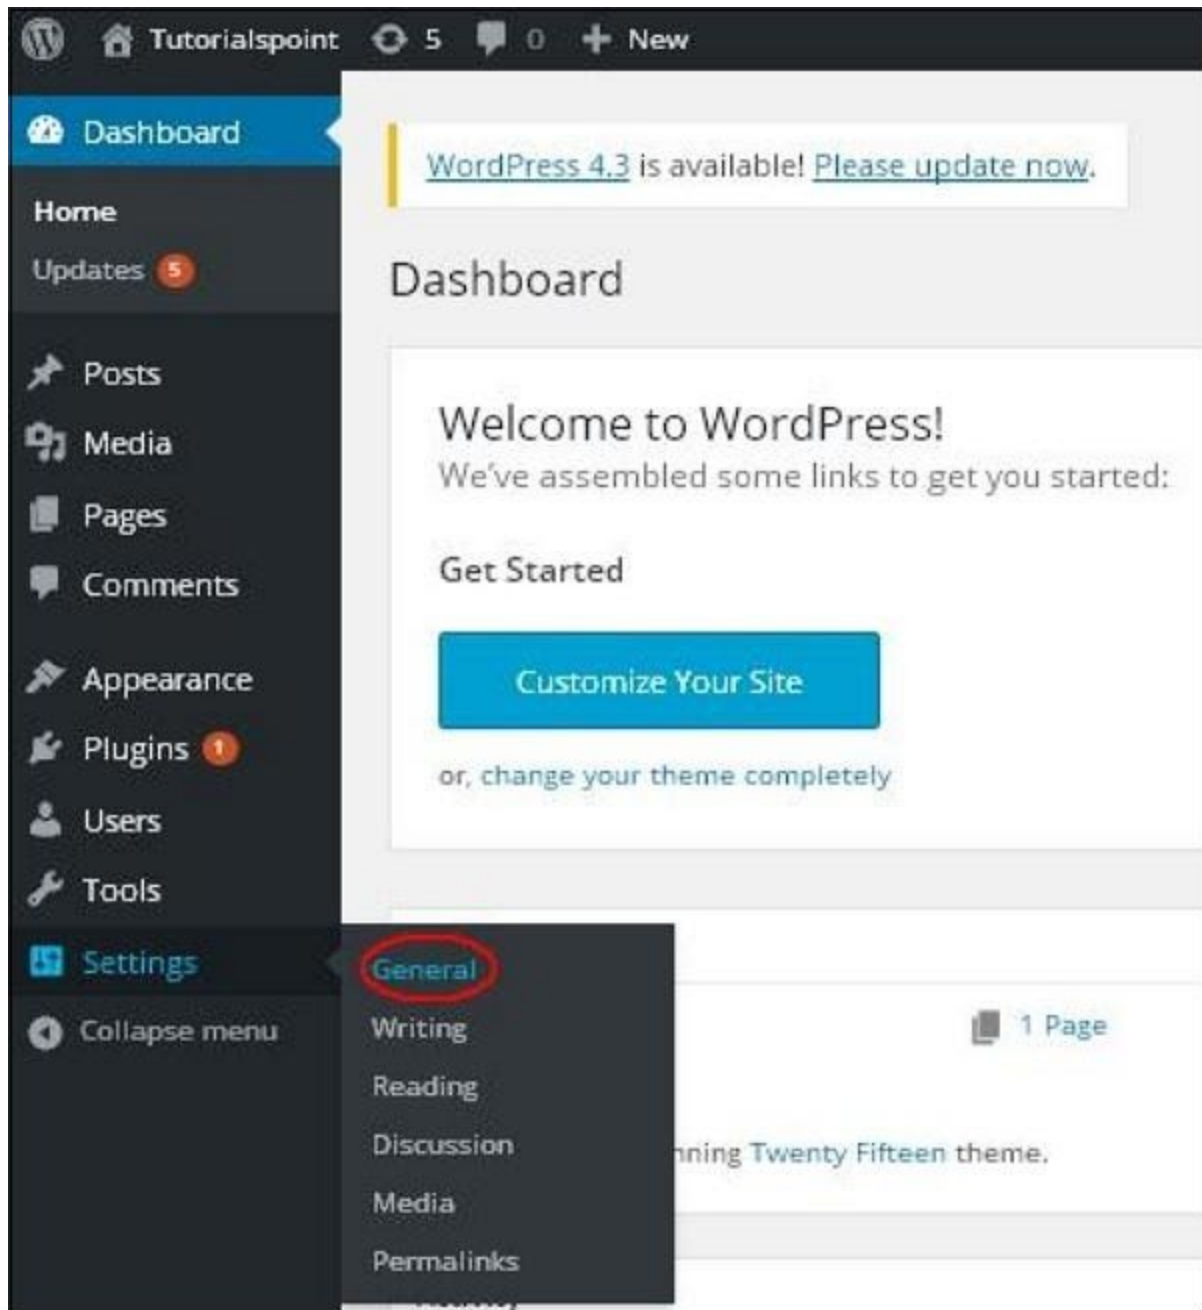 Tutorialspoint 5 0 + New
Dashboard
Home
Updates 5
Posts
Media
Pages
Comments
Appearance
Plugins 1
Users
Tools
Settings
Collapse menu
WordPress 4.3 is available! Please update now.
Dashboard
Welcome to WordPress!
We've assembled some links to get you started:
Get Started
Customize Your Site
or, change your theme completely
General
Writing
Reading
Discussion
Media
Permalinks
1 Page
Twenty Fifteen theme.